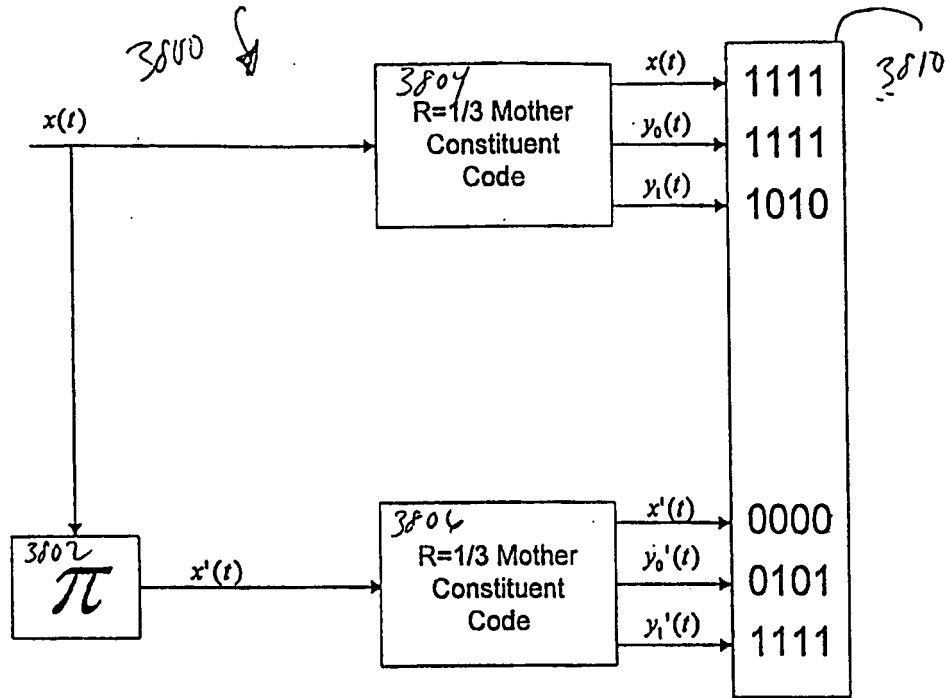 3800
3810
x(t)
3804
R=1/3 Mother
Constituent
Code
x(t)
y₀(t)
y₁(t)
1111
1111
1010
3802
π
x'(t)
3806
R=1/3 Mother
Constituent
Code
x'(t)
y₀'(t)
y₁'(t)
0000
0101
1111